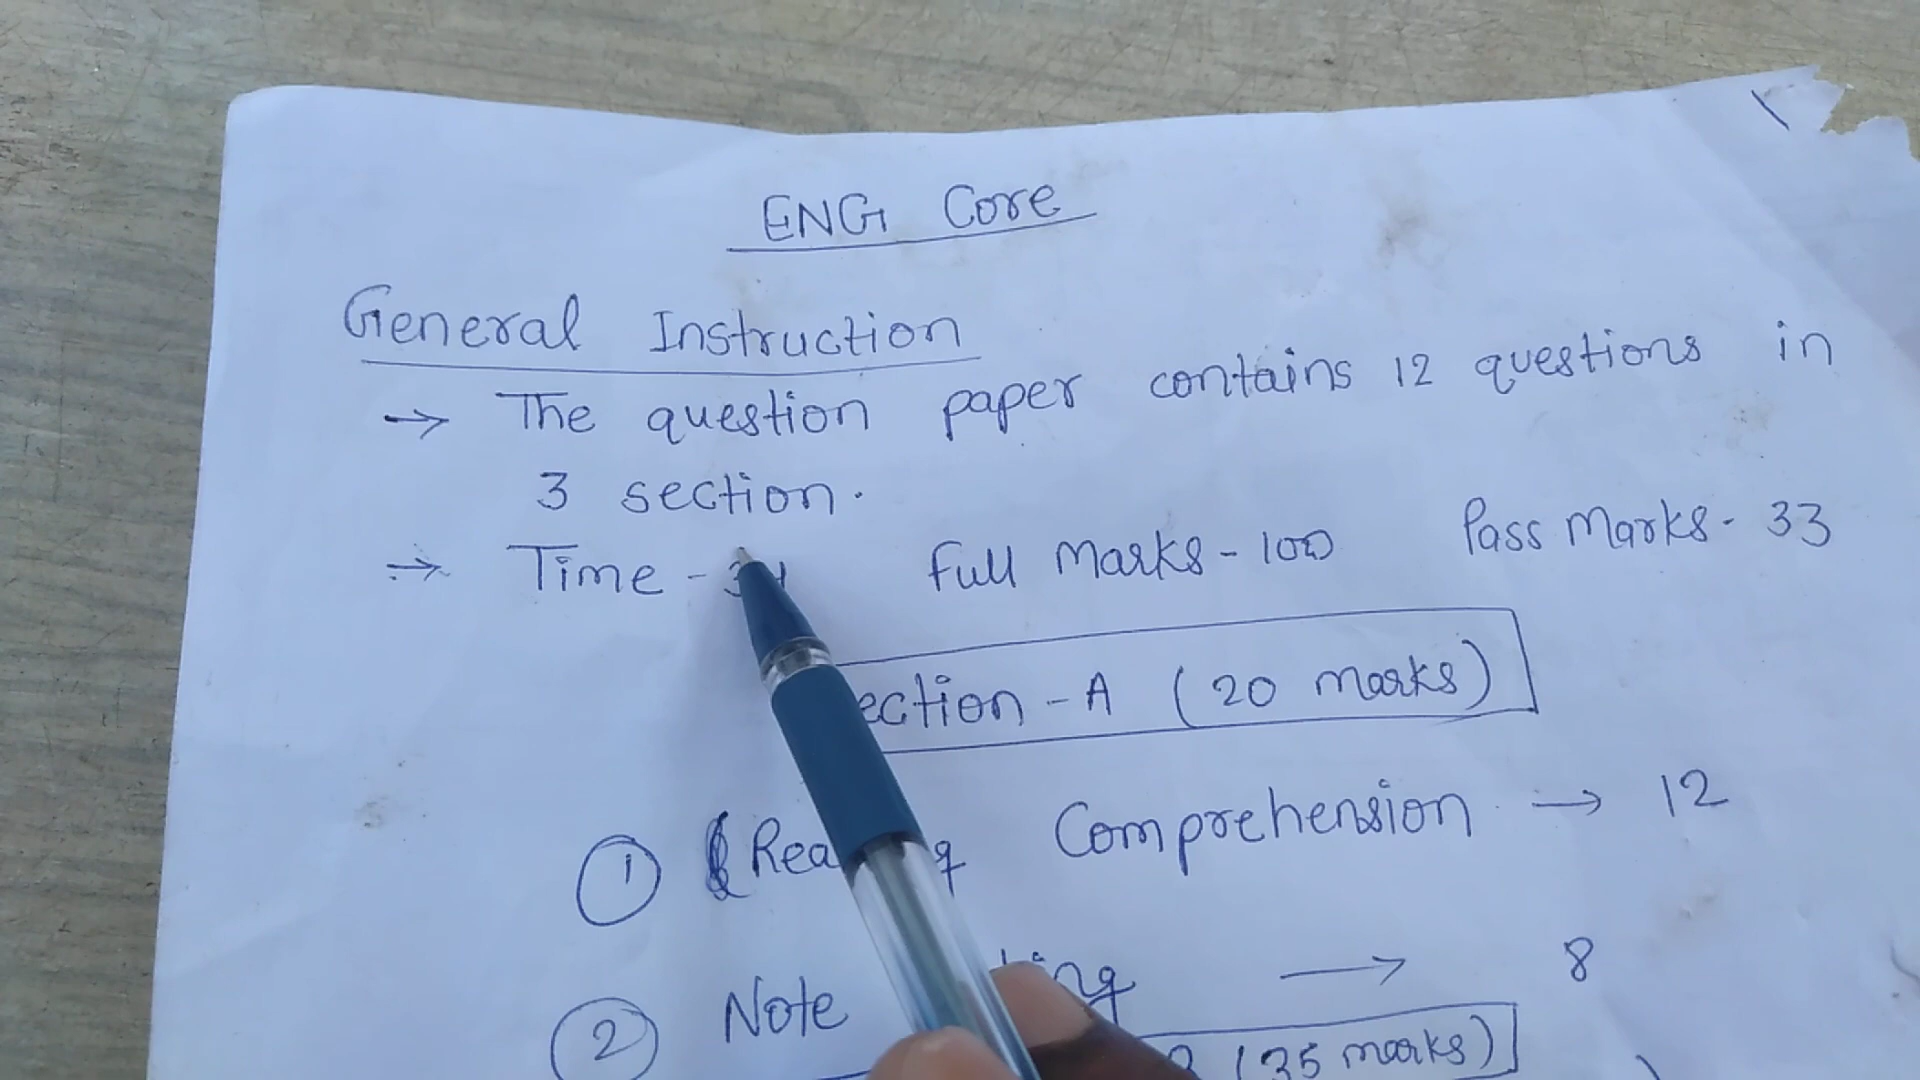 ENG Core
General Instruction
→ The question paper contains 12 questions in
3 section.
→ Time - Full Marks - 100 Pass Marks - 33
ection - A (20 marks)
1 Comprehension → 12
2 Note → 8
(35 marks)